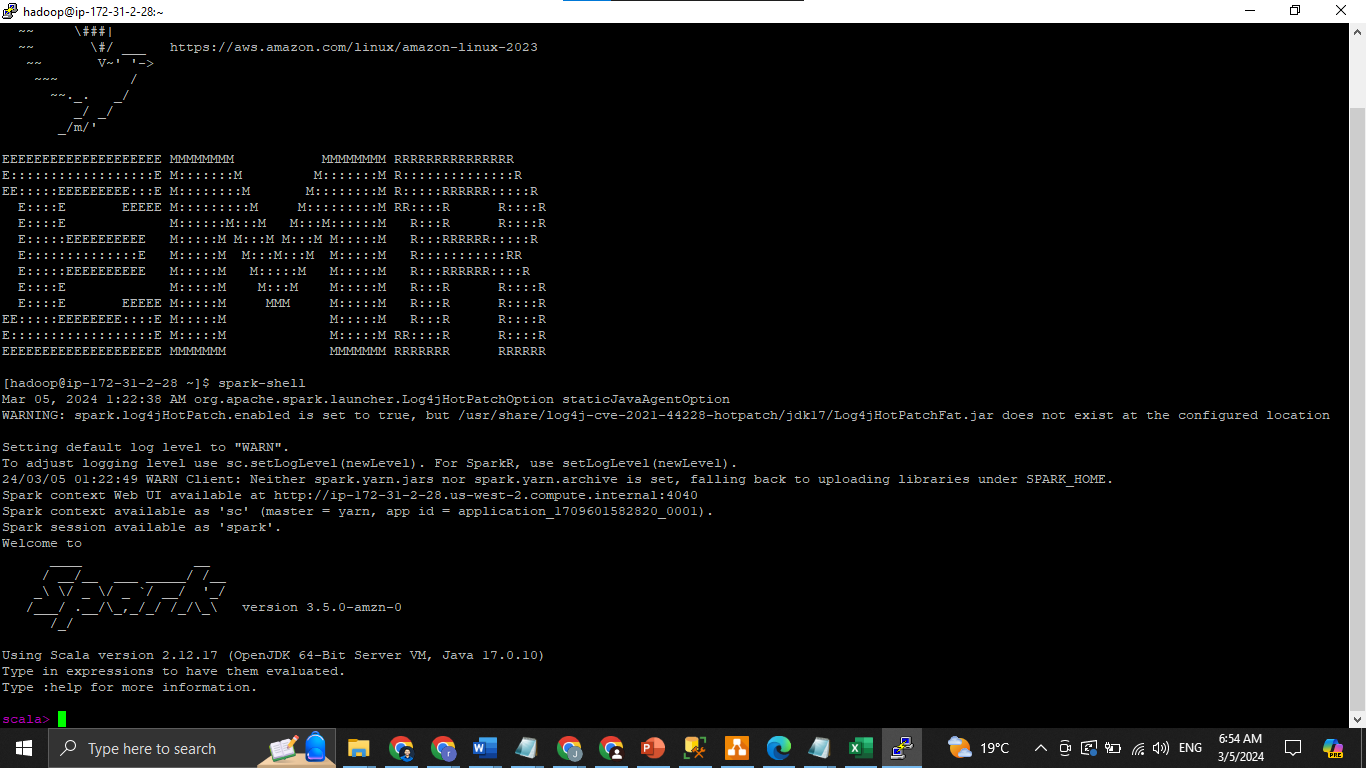 hadoop@ip-172-31-2-28:~
~~     \###|
~~       \#/ ___   https://aws.amazon.com/linux/amazon-linux-2023
~~       V~' '->
~~~         /
~~._.   _/
_/ _/
_/m/'
EEEEEEEEEEEEEEEEEEEE MMMMMMMM           MMMMMMMM RRRRRRRRRRRRRRR
E::::::::::::::::::E M:::::::M         M:::::::M R::::::::::::::R
EE:::::EEEEEEEEE:::E M::::::::M       M::::::::M R:::::RRRRRR:::::R
E::::E       EEEEE M:::::::::M     M:::::::::M RR::::R      R::::R
E::::E             M::::::M:::M   M:::M::::::M   R:::R      R::::R
E:::::EEEEEEEEEE   M:::::M M:::M M:::M M:::::M   R:::RRRRRR:::::R
E::::::::::::::E   M:::::M  M:::M:::M  M:::::M   R:::::::::::RR
E:::::EEEEEEEEEE   M:::::M   M:::::M   M:::::M   R:::RRRRRR::::R
E::::E             M:::::M    M:::M    M:::::M   R:::R      R::::R
E::::E       EEEEE M:::::M     MMM     M:::::M   R:::R      R::::R
EE:::::EEEEEEEE::::E M:::::M             M:::::M   R:::R      R::::R
E::::::::::::::::::E M:::::M             M:::::M RR::::R      R::::R
EEEEEEEEEEEEEEEEEEEE MMMMMMM             MMMMMMM RRRRRRR      RRRRRR
[hadoop@ip-172-31-2-28 ~]$ spark-shell
Mar 05, 2024 1:22:38 AM org.apache.spark.launcher.Log4jHotPatchOption staticJavaAgentOption
WARNING: spark.log4jHotPatch.enabled is set to true, but /usr/share/log4j-cve-2021-44228-hotpatch/jdk17/Log4jHotPatchFat.jar does not exist at the configured location
Setting default log level to "WARN".
To adjust logging level use sc.setLogLevel(newLevel). For SparkR, use setLogLevel(newLevel).
24/03/05 01:22:49 WARN Client: Neither spark.yarn.jars nor spark.yarn.archive is set, falling back to uploading libraries under SPARK_HOME.
Spark context Web UI available at http://ip-172-31-2-28.us-west-2.compute.internal:4040
Spark context available as 'sc' (master = yarn, app id = application_1709601582820_0001).
Spark session available as 'spark'.
Welcome to
____              __
/ __/__  ___ _____/ /__
_\ \/ _ \/ _ `/ __/  '_/
/___/ .__/\_,_/_/ /_/\_\   version 3.5.0-amzn-0
/_/
Using Scala version 2.12.17 (OpenJDK 64-Bit Server VM, Java 17.0.10)
Type in expressions to have them evaluated.
Type :help for more information.
scala>
Type here to search
19°C
ENG
6:54 AM
3/5/2024